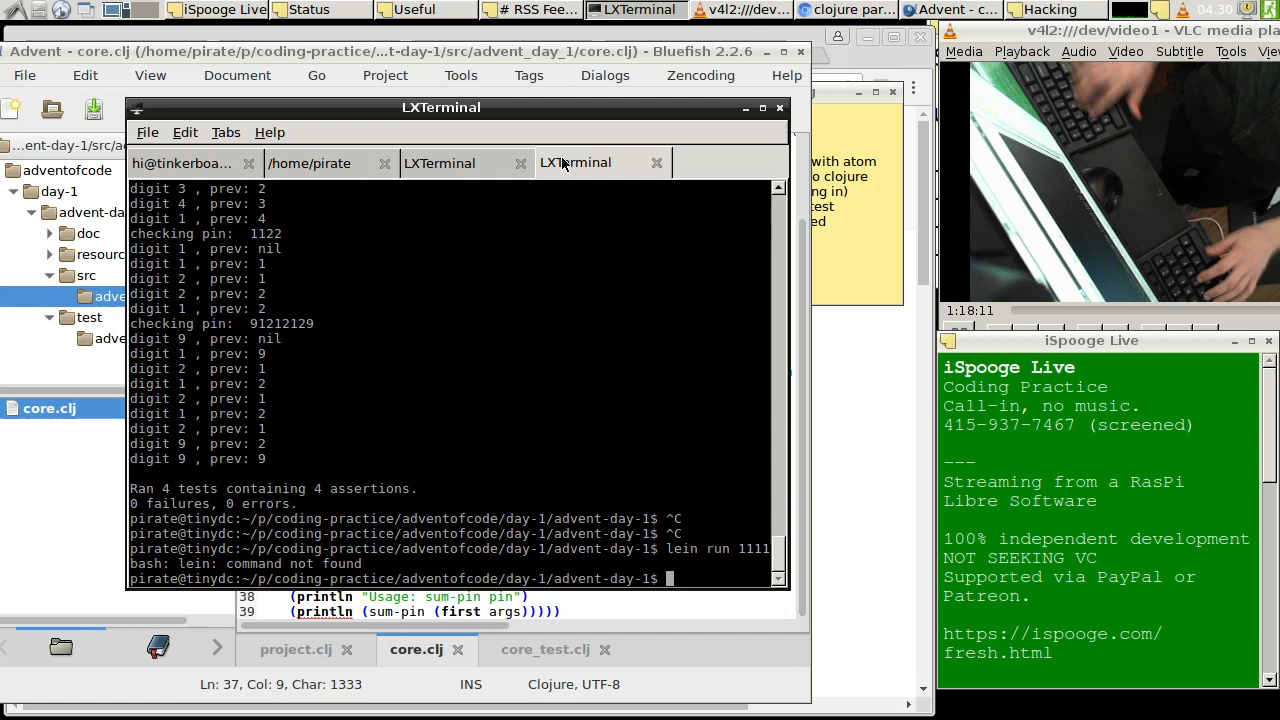 iSpooge Live
Status
Useful
# RSS Fee...
LXTerminal
v4l2:///dev...
clojure par...
Advent - c...
Hacking
04.30
Advent - core.clj (/home/pirate/p/coding-practice/...t-day-1/src/advent_day_1/core.clj) - Bluefish 2.2.6
File Edit View Document Go Project Tools Tags Dialogs Zencoding Help
...ent-day-1/src/a
adventofcode
day-1
advent-da
doc
resourc
src
adve
test
adve
core.clj
LXTerminal
File Edit Tabs Help
hi@tinkerboa...
/home/pirate
LXTerminal
LXTerminal
digit 3 , prev: 2
digit 4 , prev: 3
digit 1 , prev: 4
checking pin:  1122
digit 1 , prev: nil
digit 1 , prev: 1
digit 2 , prev: 1
digit 2 , prev: 2
digit 1 , prev: 2
checking pin:  91212129
digit 9 , prev: nil
digit 1 , prev: 9
digit 2 , prev: 1
digit 1 , prev: 2
digit 2 , prev: 1
digit 1 , prev: 2
digit 2 , prev: 1
digit 9 , prev: 2
digit 9 , prev: 9
Ran 4 tests containing 4 assertions.
0 failures, 0 errors.
pirate@tinydc:~/p/coding-practice/adventofcode/day-1/advent-day-1$ ^C
pirate@tinydc:~/p/coding-practice/adventofcode/day-1/advent-day-1$ ^C
pirate@tinydc:~/p/coding-practice/adventofcode/day-1/advent-day-1$ lein run 1111
bash: lein: command not found
pirate@tinydc:~/p/coding-practice/adventofcode/day-1/advent-day-1$
38 (println "Usage: sum-pin pin")
39 (println (sum-pin (first args)))))
project.clj
core.clj
core_test.clj
Ln: 37, Col: 9, Char: 1333
INS
Clojure, UTF-8
g
with atom
o clojure
ng in)
test
ed
v4l2:///dev/video1 - VLC media pla
Media Playback Audio Video Subtitle Tools Vie
1:18:11
iSpooge Live
iSpooge Live
Coding Practice
Call-in, no music.
415-937-7467 (screened)
---
Streaming from a RasPi
Libre Software
100% independent development
NOT SEEKING VC
Supported via PayPal or
Patreon.
https://ispooge.com/
fresh.html